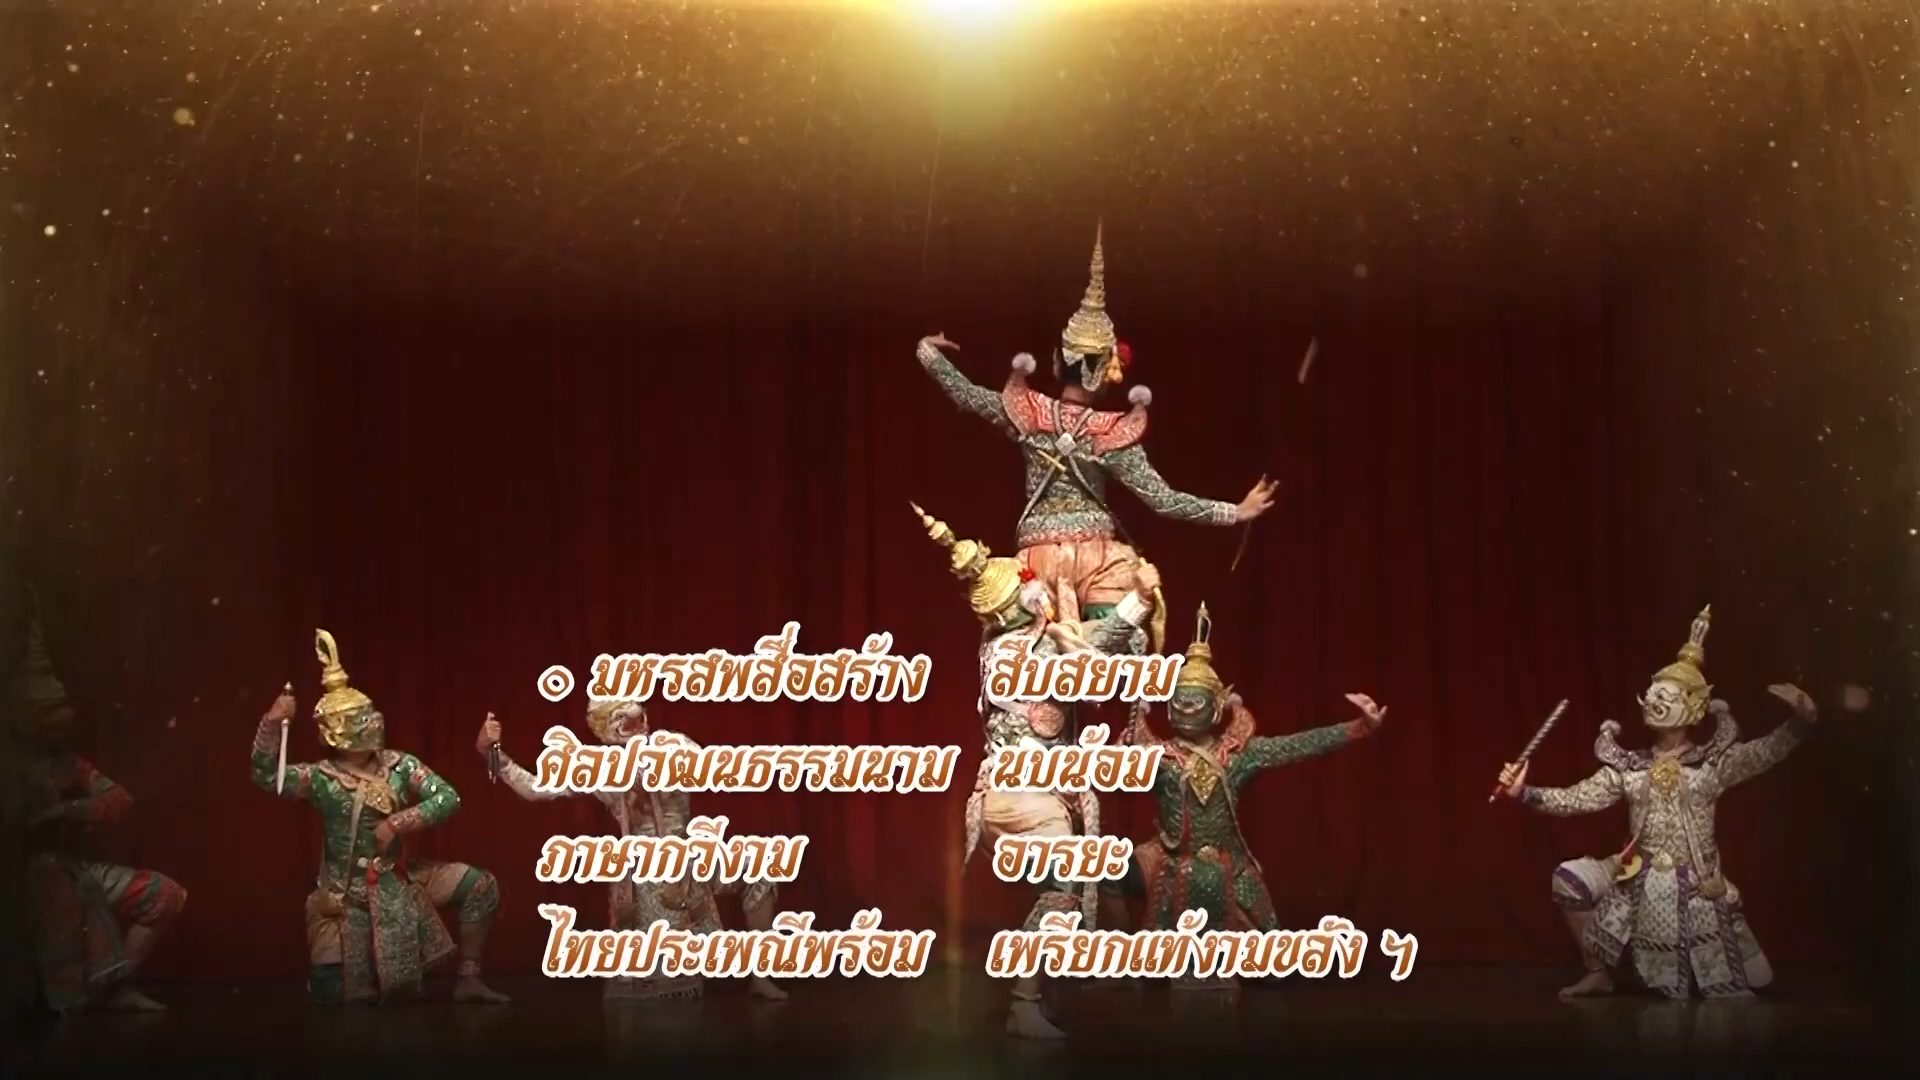 ๏ มหรสพสื่อสร้าง สืบสยาม
ศิลปวัฒนธรรมนาม นบน้อม
ภาษากวีงาม อารยะ
ไทยประเพณีพร้อม เพรียกแท้งามขลัง ฯ